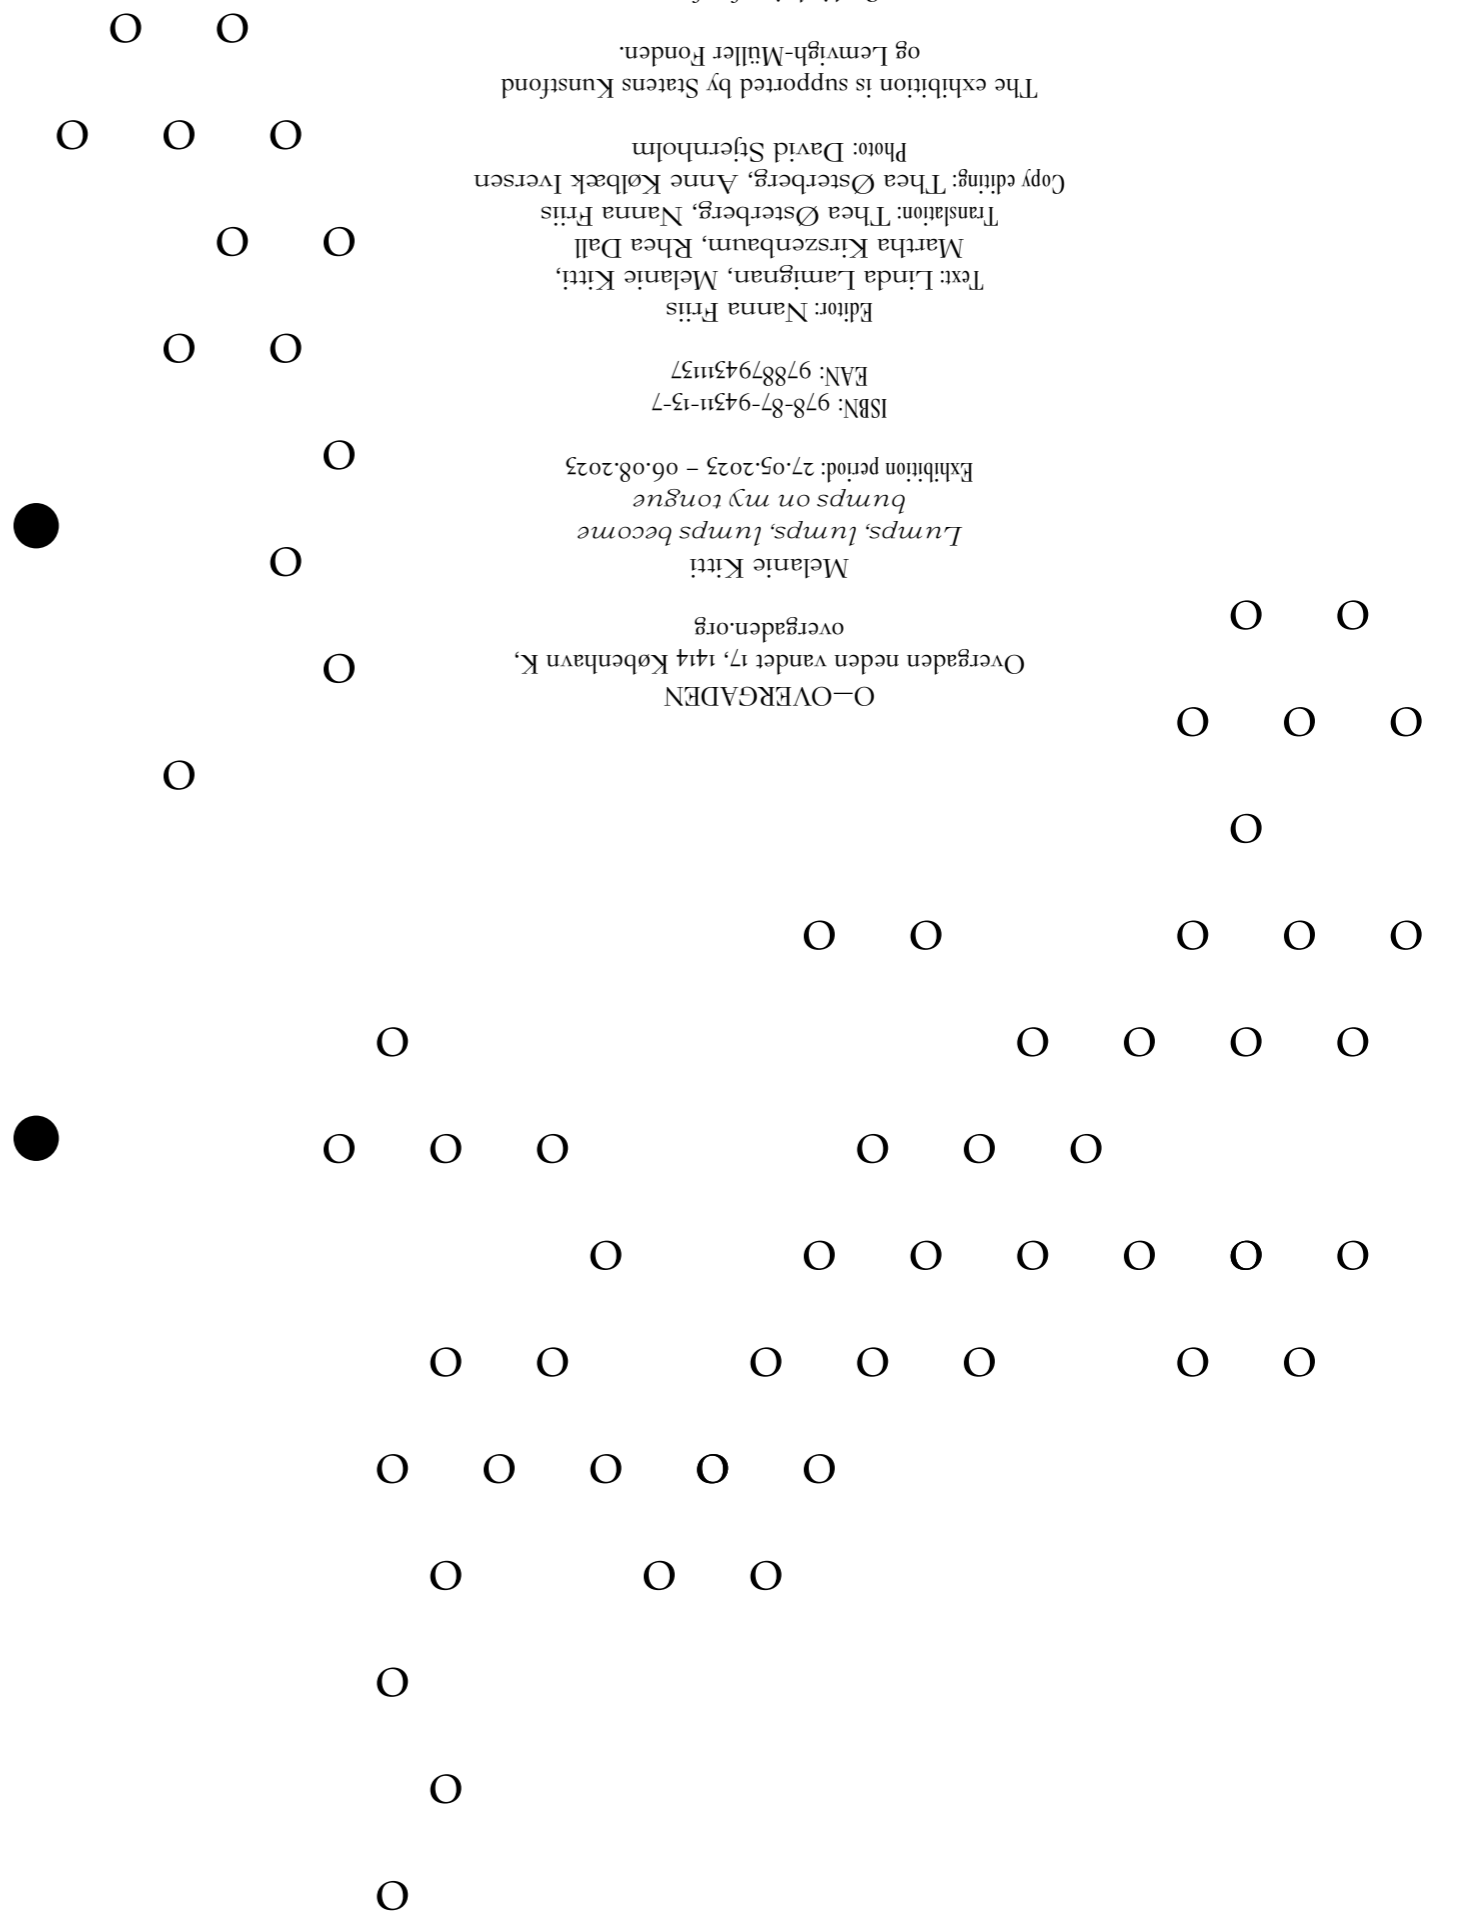 O—OVERGADEN
Overgaden neden vandet 17, 1414 København K,
overgaden.org
Melanie Kitti
Lumps, lumps, lumps become
bumps on my tongue
Exhibition period: 27.05.2023 – 06.08.2023
ISBN: 978-87-94311-13-7
EAN: 9788794311137
Editor: Nanna Friis
Text: Linda Lamignan, Melanie Kitti,
Martha Kirszenbaum, Rhea Dall
Translation: Thea Østerberg, Nanna Friis
Copy editing: Thea Østerberg, Anne Kølbæk Iversen
Photo: David Stjernholm
The exhibition is supported by Statens Kunstfond
og Lemvigh-Müller Fonden.